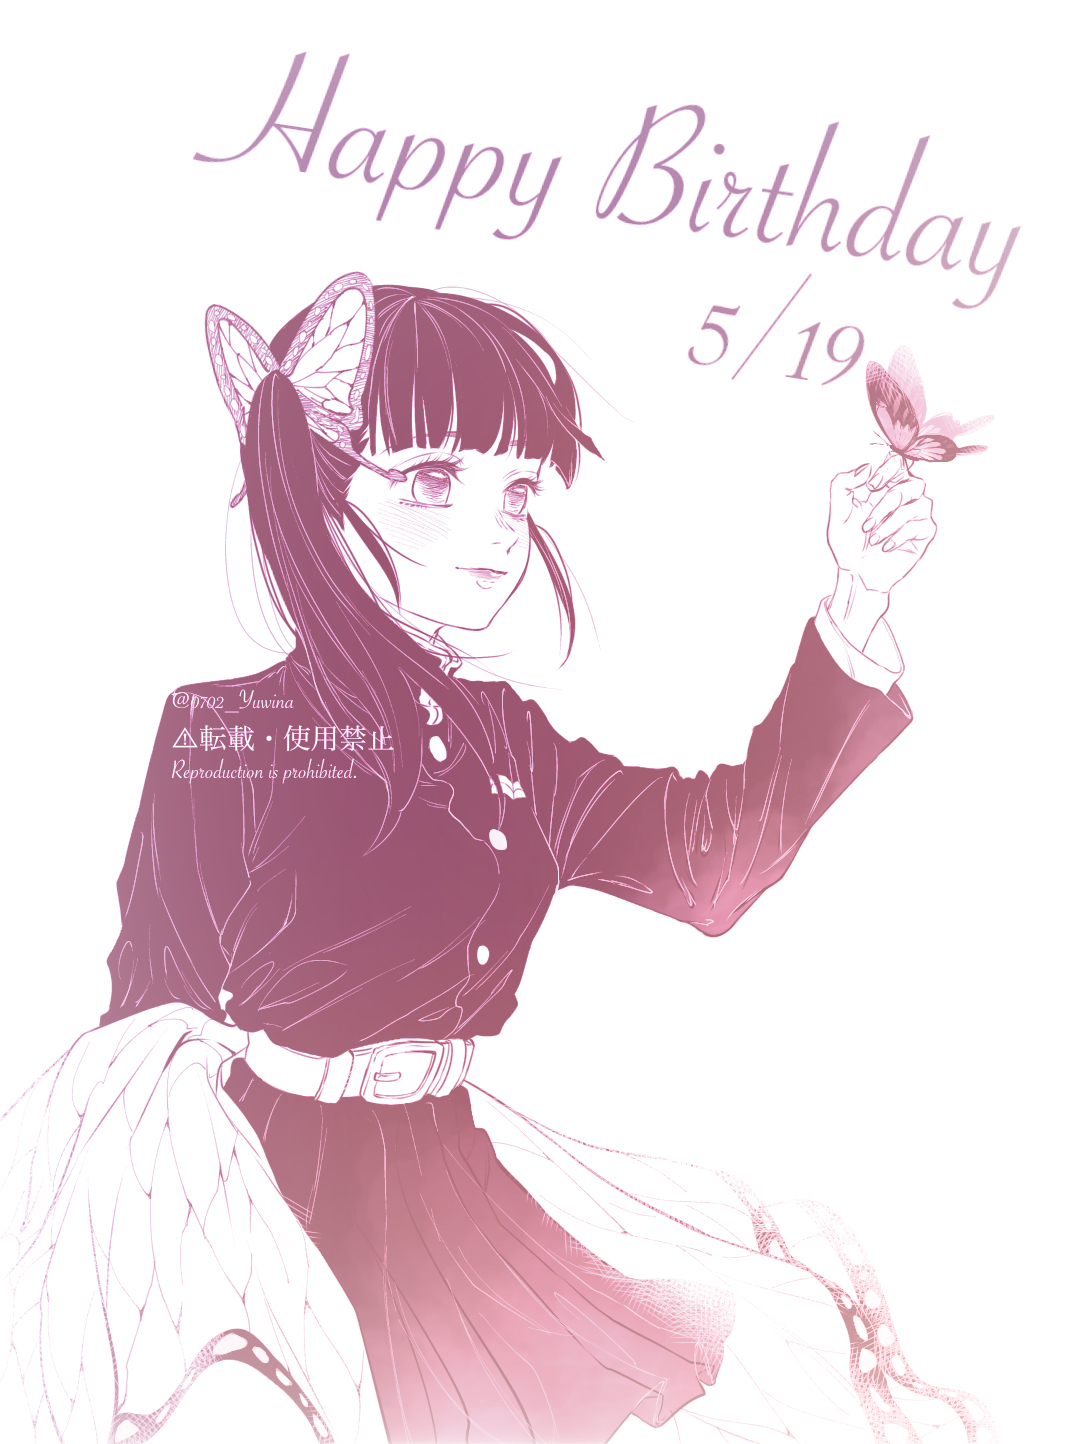 Happy Birthday
5/19
@0702_Yuwina
⚠転載・使用禁止
Reproduction is prohibited.